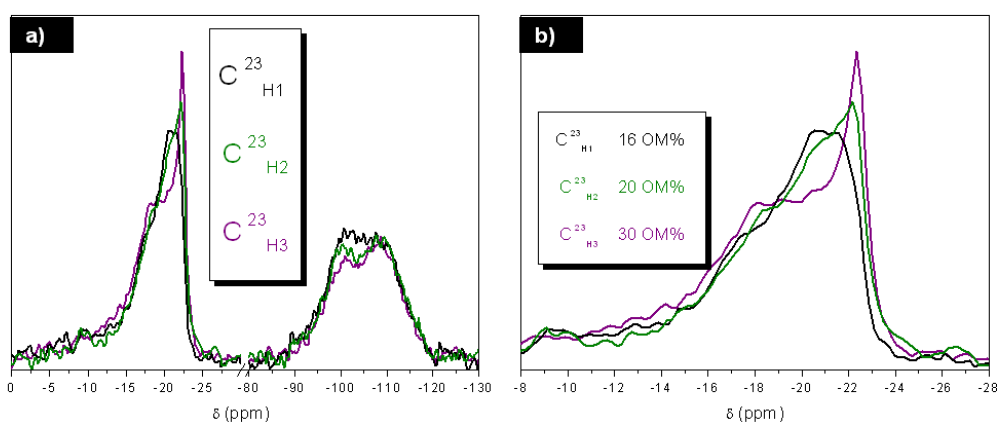 a)
C 23 H1
C 23 H2
C 23 H3
0 -5 -10 -15 -20 -25 -80 -90 -100 -110 -120 -130
δ (ppm)
b)
C 23 H1 16 OM%
C 23 H2 20 OM%
C 23 H3 30 OM%
-8 -10 -12 -14 -16 -18 -20 -22 -24 -26 -28
δ (ppm)